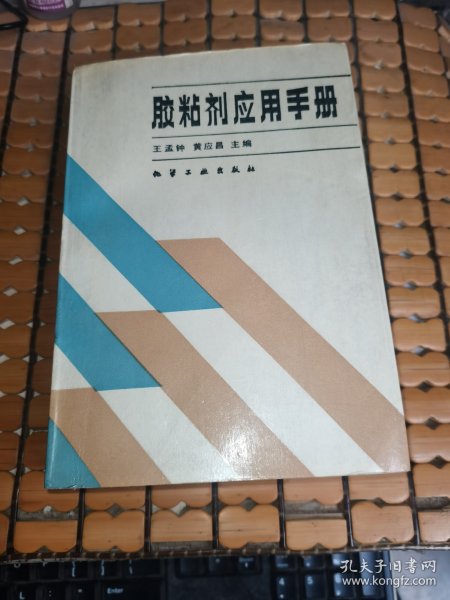 胶粘剂应用手册
王孟钟 黄应昌 主编
化学工业出版社
Enter
孔夫子旧书网
www.kongfz.com